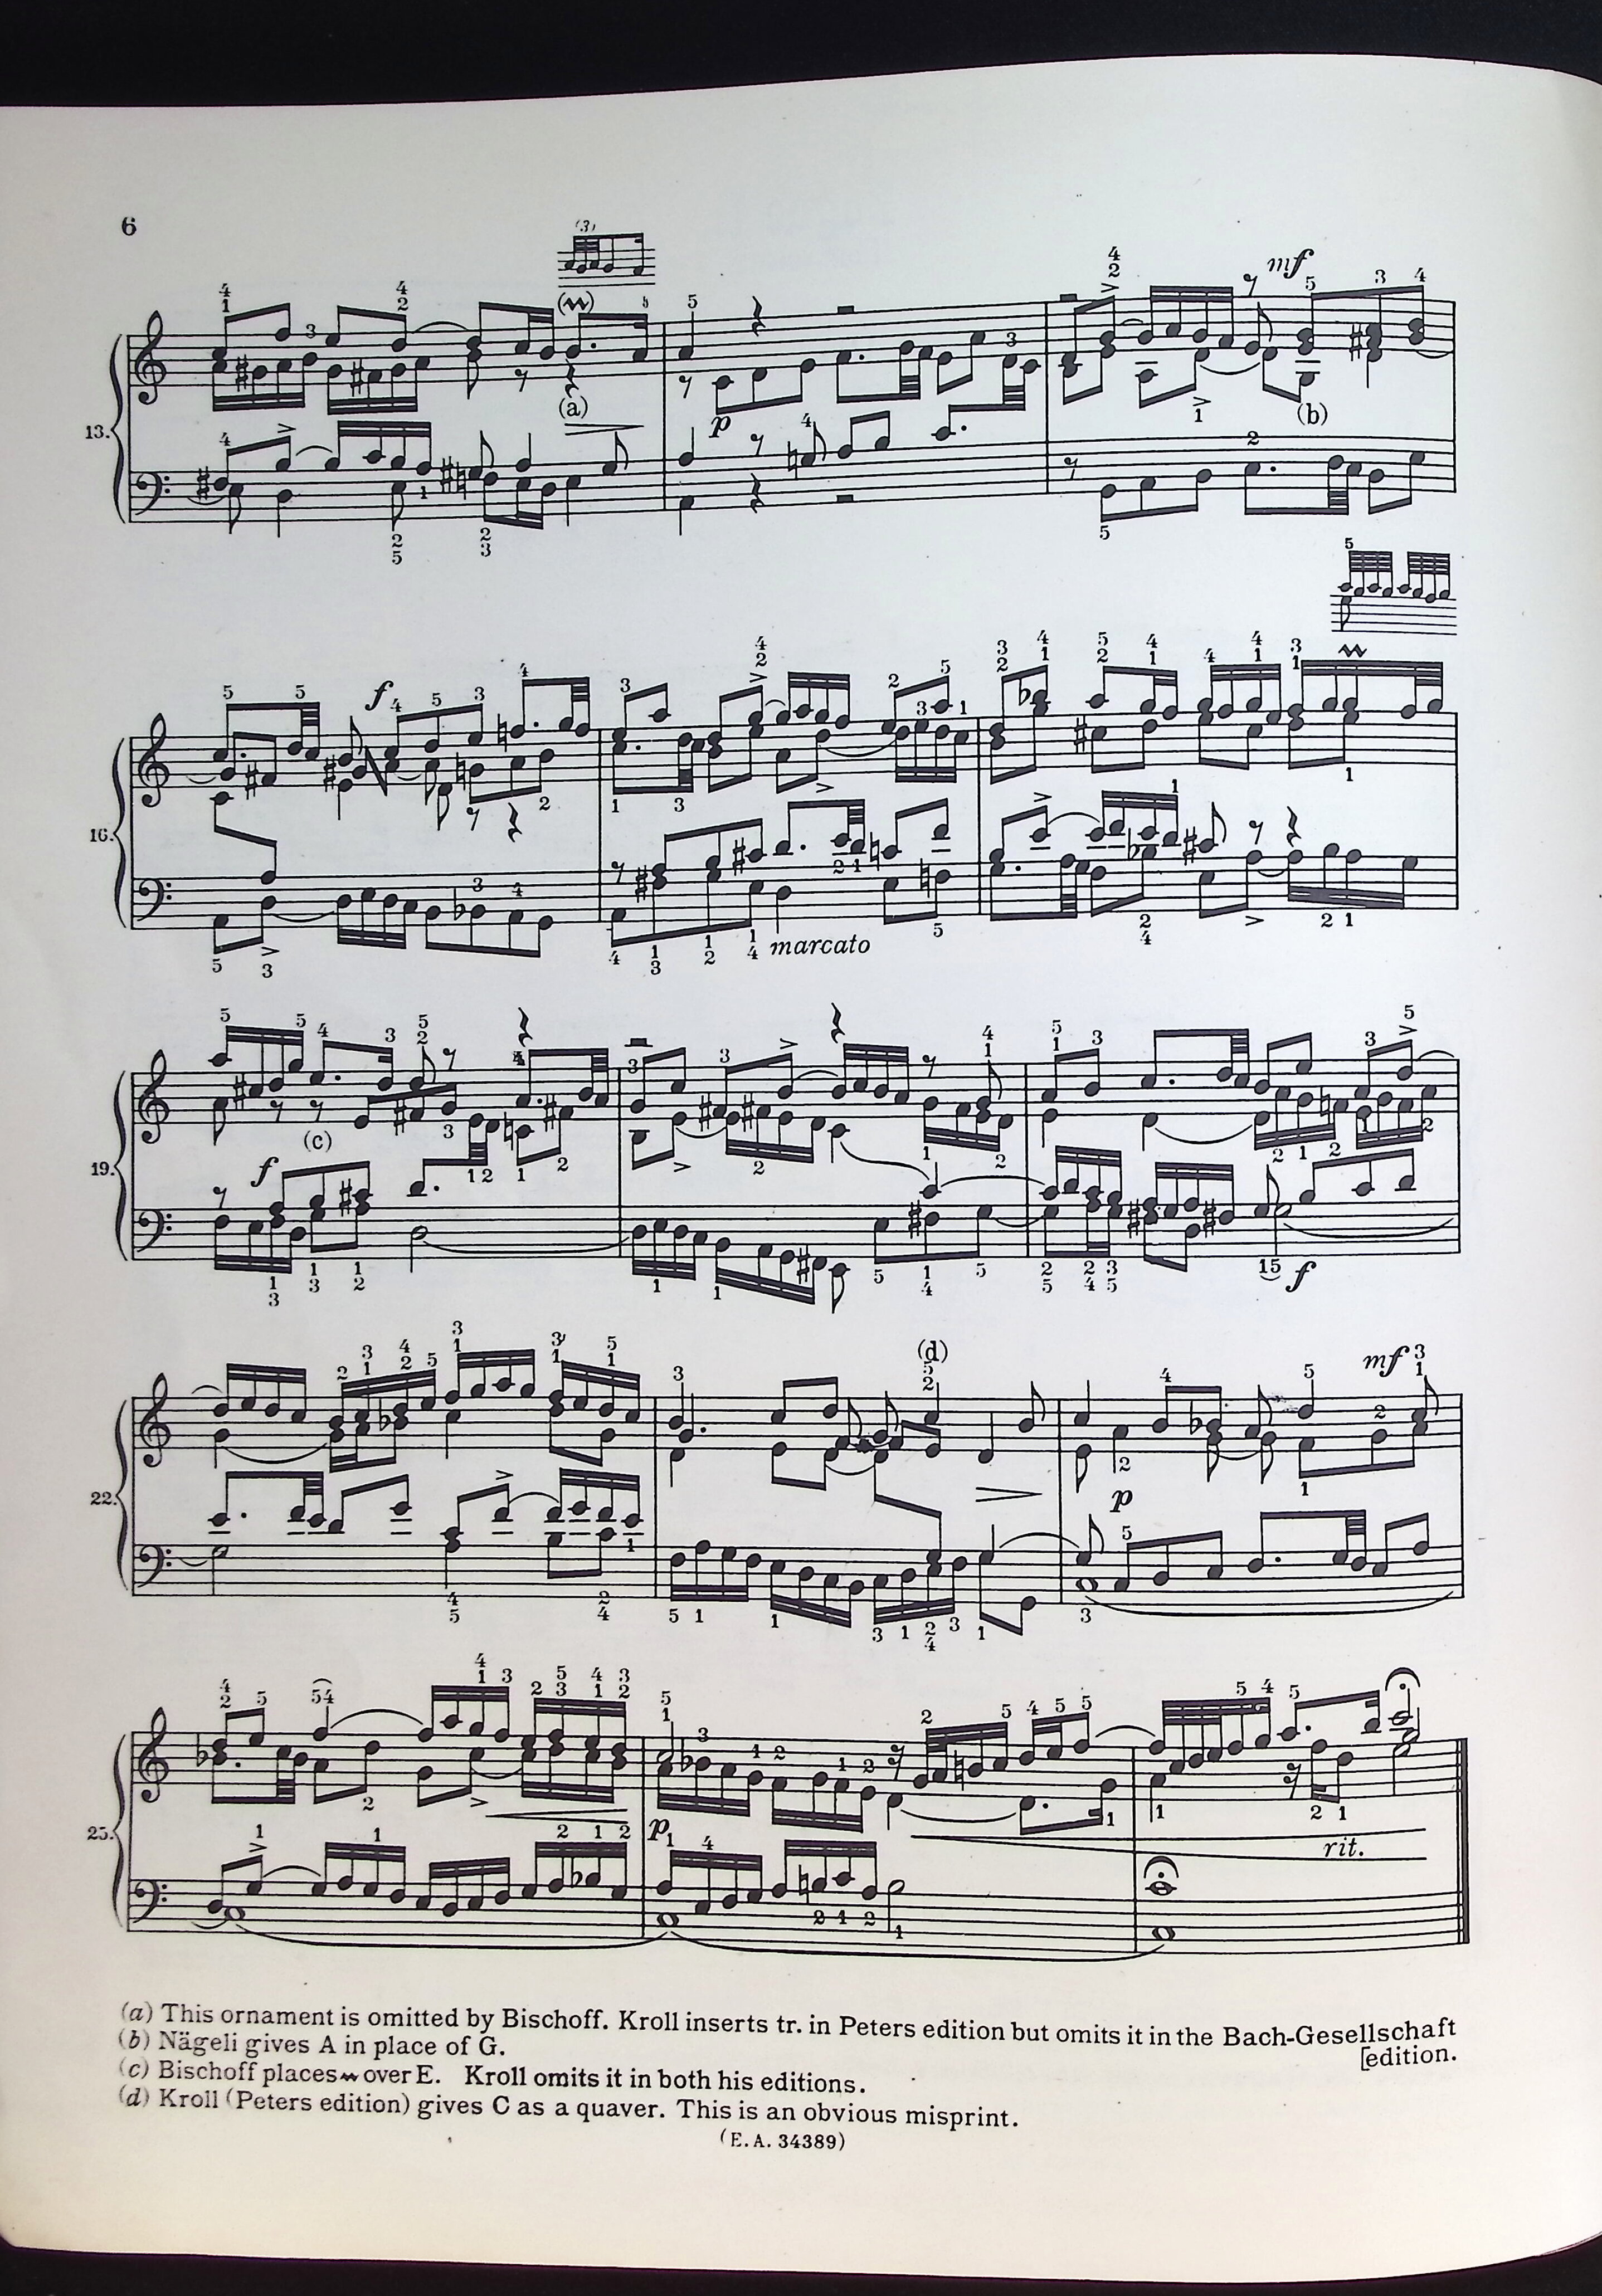 6
(3)
mf
(a)
p
(b)
13.
f
16.
marcato
(c)
f
19.
f
(d)
mf
22.
p
25.
p
rit.
(a) This ornament is omitted by Bischoff. Kroll inserts tr. in Peters edition but omits it in the Bach-Gesellschaft
[edition.
(b) Nägeli gives A in place of G.
(c) Bischoff places over E. Kroll omits it in both his editions.
(d) Kroll (Peters edition) gives C as a quaver. This is an obvious misprint.
(E.A. 34389)